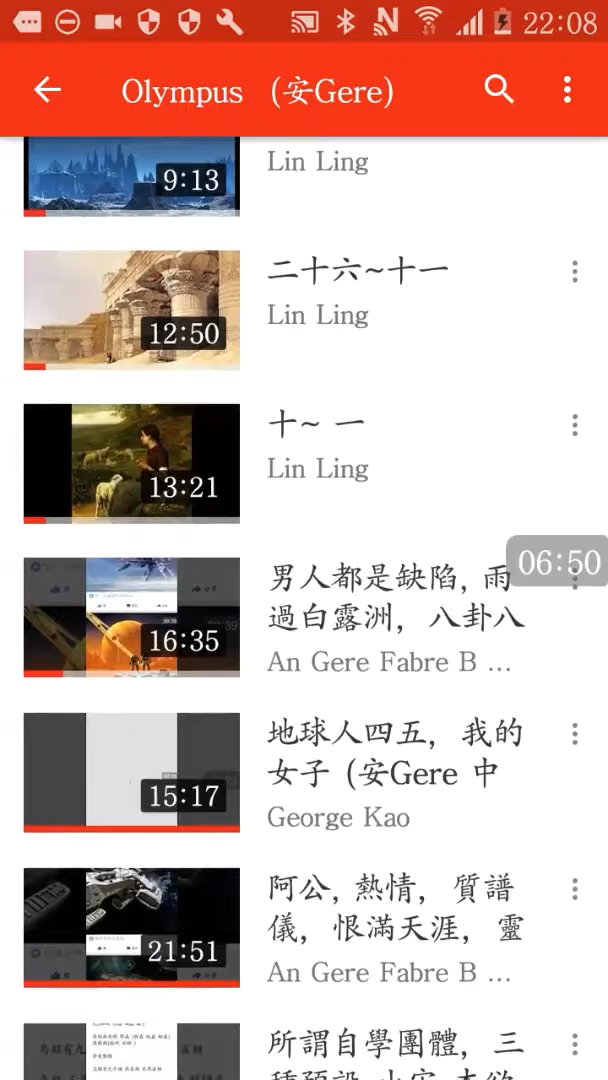 22:08
Olympus （安Gere）
9:13
Lin Ling
二十六~十一
12:50
Lin Ling
十~ 一
13:21
Lin Ling
06:50
男人都是缺陷, 雨
過白露洲， 八卦八
16:35
An Gere Fabre B ...
地球人四五， 我的
女子 (安Gere 中
15:17
George Kao
阿公, 熱情， 質譜
儀， 恨滿天涯， 靈
21:51
An Gere Fabre B ...
所謂自學團體， 三